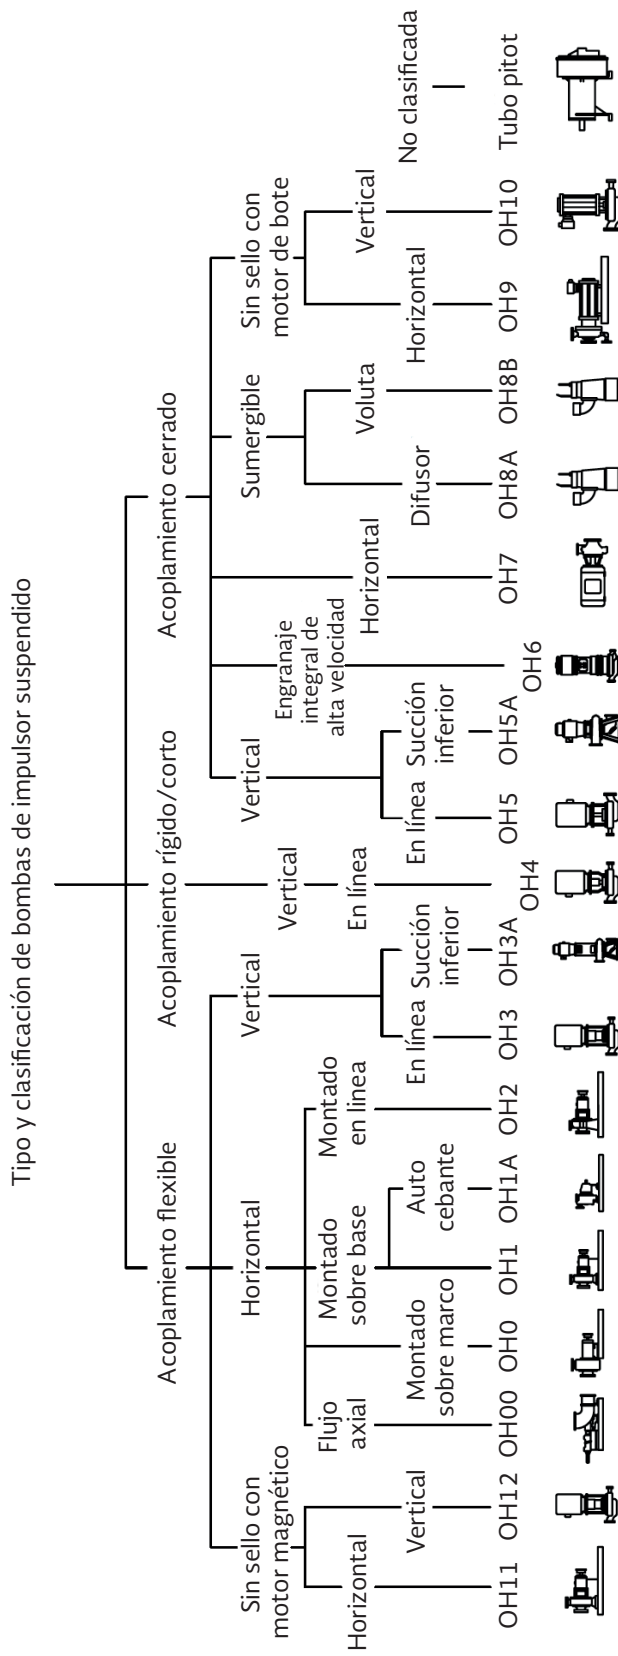 Tipo y clasificación de bombas de impulsor suspendido
Acoplamiento flexible
Acoplamiento rígido/corto
Acoplamiento cerrado
Sin sello con
motor magnético
Horizontal
Vertical
Vertical
Vertical
Engranaje
integral de
alta velocidad
Horizontal
Sumergible
Sin sello con
motor de bote
No clasificada
Horizontal
Vertical
Flujo
axial
Montado
sobre marco
Montado
sobre base
Auto
cebante
Montado
en linea
En línea
Succión
inferior
En línea
En línea
Succión
inferior
Difusor
Voluta
Horizontal
Vertical
OH11
OH12
OH00
OH0
OH1
OH1A
OH2
OH3
OH3A
OH4
OH5
OH5A
OH6
OH7
OH8A
OH8B
OH9
OH10
Tubo pitot